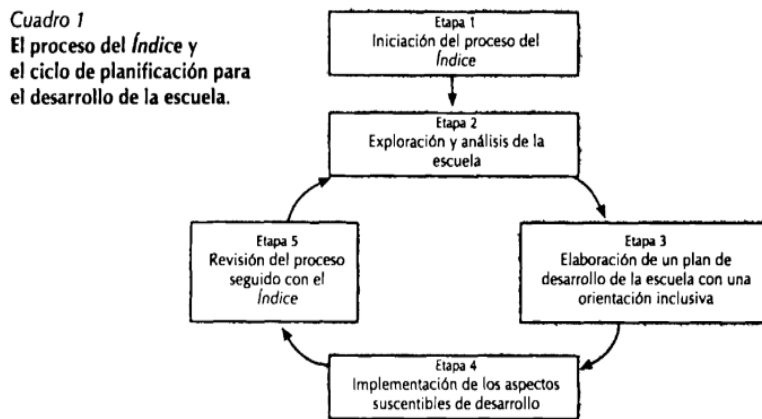 Cuadro 1
El proceso del Índice y
el ciclo de planificación para
el desarrollo de la escuela.
Etapa 1
Iniciación del proceso del
Índice
Etapa 2
Exploración y análisis de la
escuela
Etapa 3
Elaboración de un plan de
desarrollo de la escuela con una
orientación inclusiva
Etapa 4
Implementación de los aspectos
suscentibles de desarrollo
Etapa 5
Revisión del proceso
seguido con el
Índice